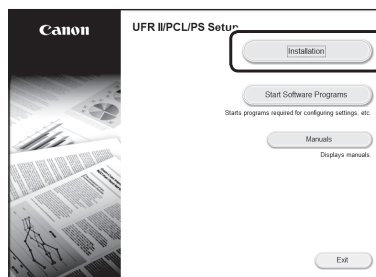 Canon
UFR II/PCL/PS Setup
Installation
Start Software Programs
Starts programs required for configuring settings, etc.
Manuals
Displays manuals.
Exit